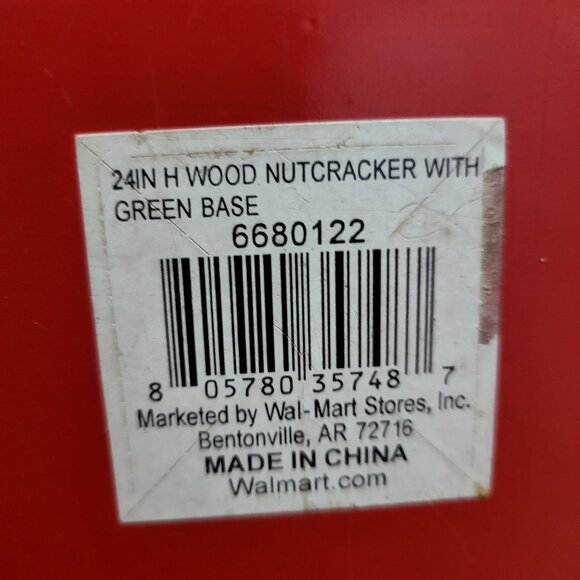 24IN H WOOD NUTCRACKER WITH
GREEN BASE
6680122
8 05780 35748 7
Marketed by Wal-Mart Stores, Inc.
Bentonville, AR 72716
MADE IN CHINA
Walmart.com